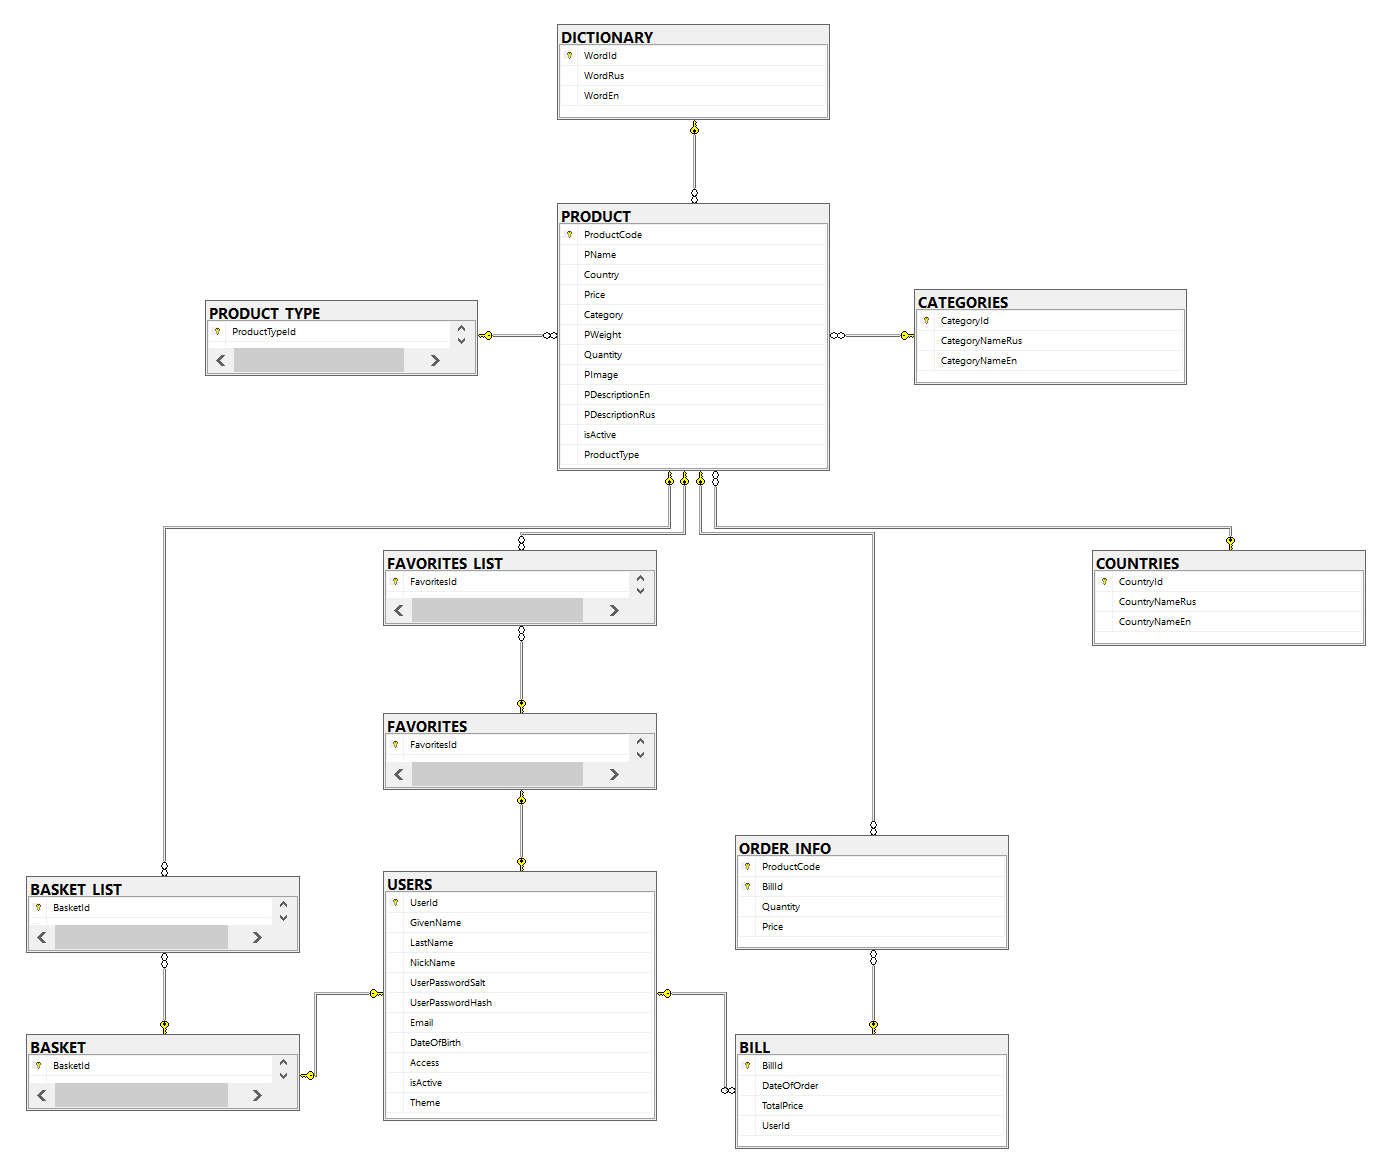 DICTIONARY
WordId
WordRus
WordEn
PRODUCT
ProductCode
PName
Country
Price
Category
PWeight
Quantity
PImage
PDescriptionEn
PDescriptionRus
isActive
ProductType
PRODUCT_TYPE
ProductTypeId
CATEGORIES
CategoryId
CategoryNameRus
CategoryNameEn
FAVORITES_LIST
FavoritesId
COUNTRIES
CountryId
CountryNameRus
CountryNameEn
FAVORITES
FavoritesId
ORDER_INFO
ProductCode
BillId
Quantity
Price
BASKET_LIST
BasketId
USERS
UserId
GivenName
LastName
NickName
UserPasswordSalt
UserPasswordHash
Email
DateOfBirth
Access
isActive
Theme
BASKET
BasketId
BILL
BillId
DateOfOrder
TotalPrice
UserId